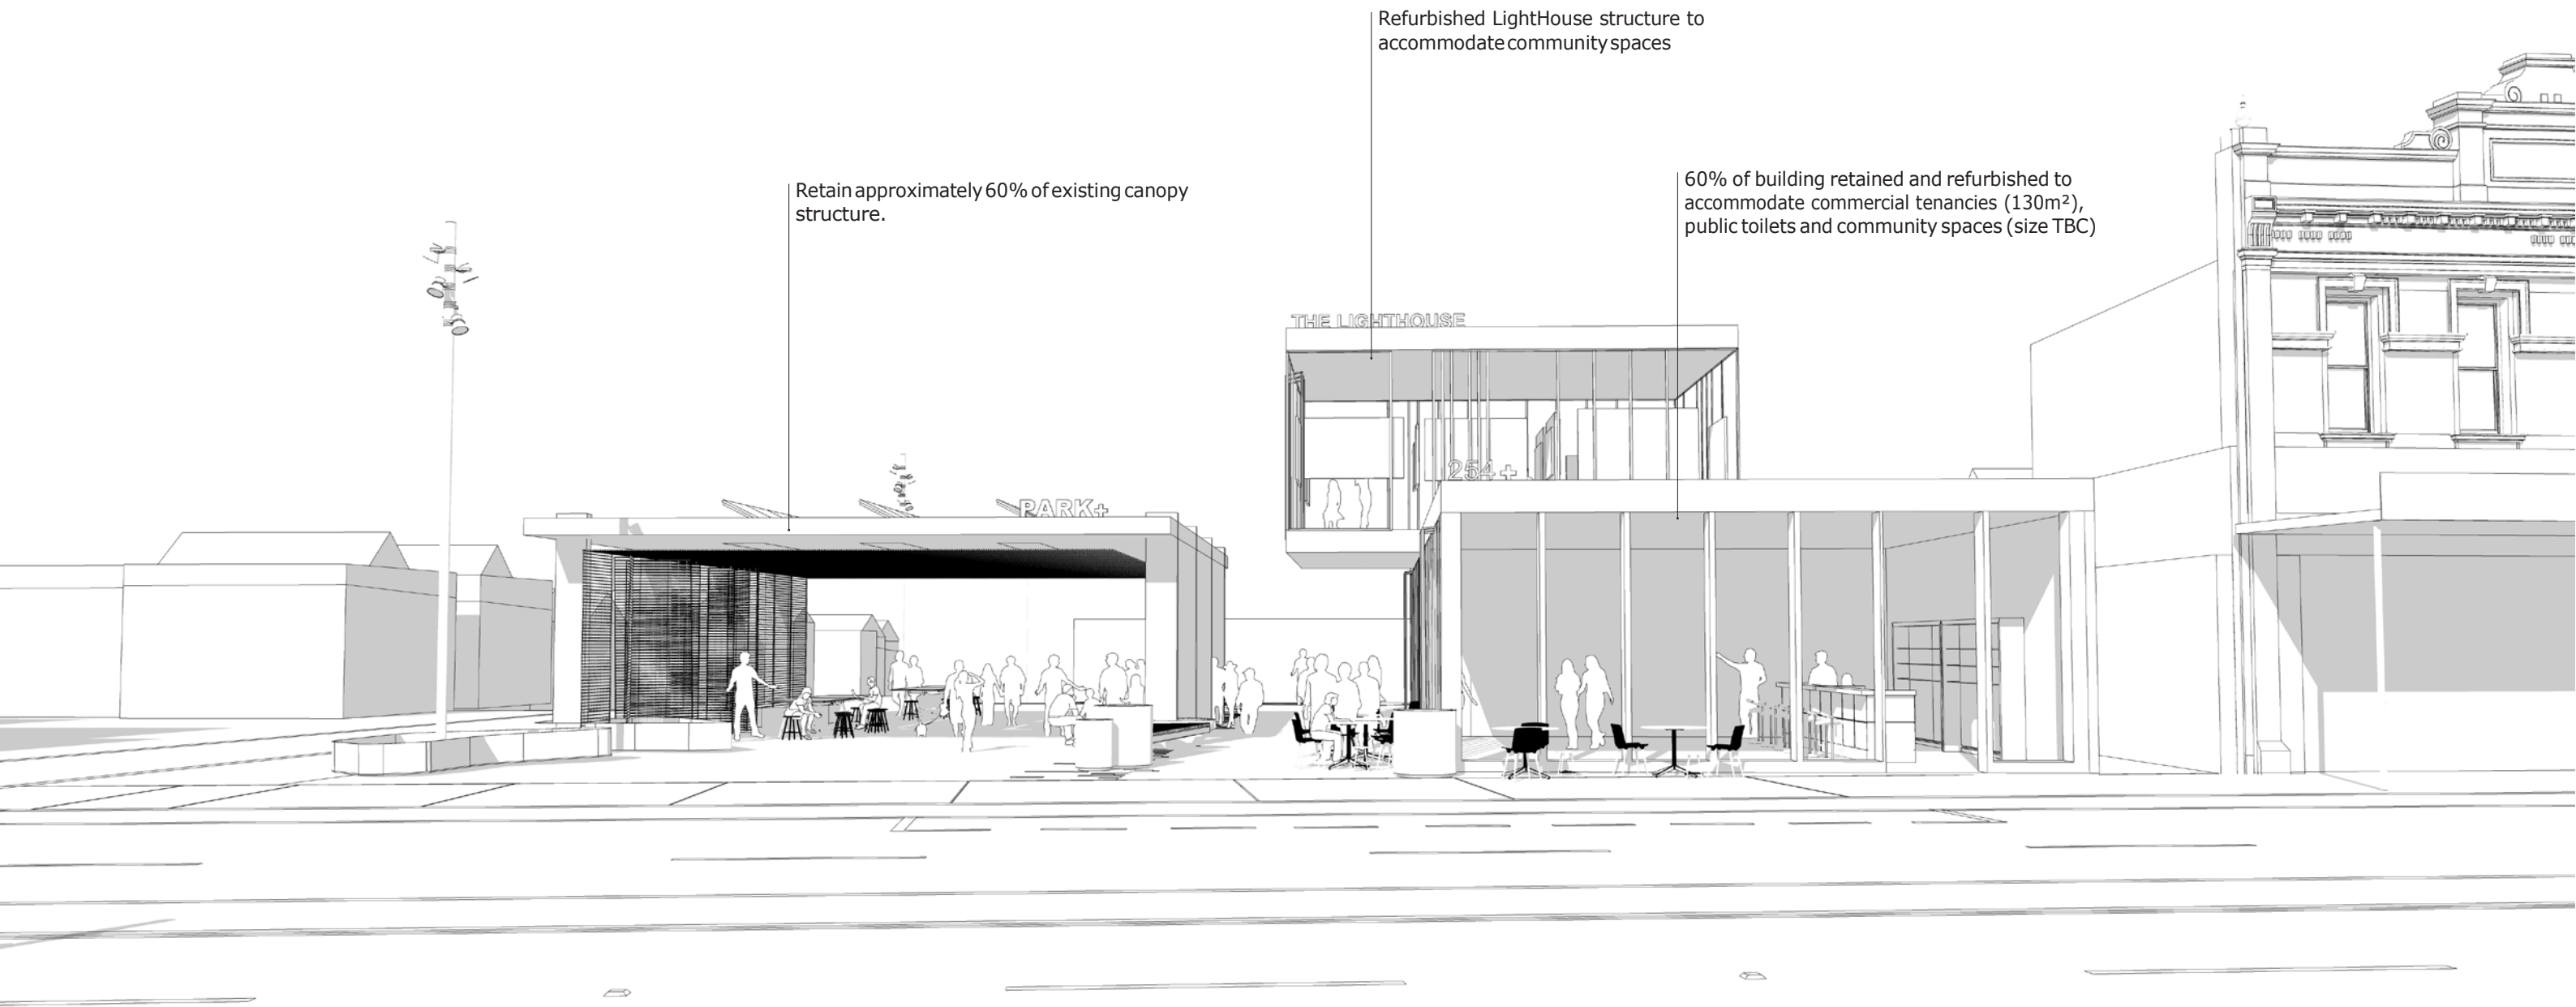 Refurbished LightHouse structure to
accommodate community spaces
Retain approximately 60% of existing canopy
structure.
60% of building retained and refurbished to
accommodate commercial tenancies (130m²),
public toilets and community spaces (size TBC)
THE LIGHTHOUSE
254+
PARK+